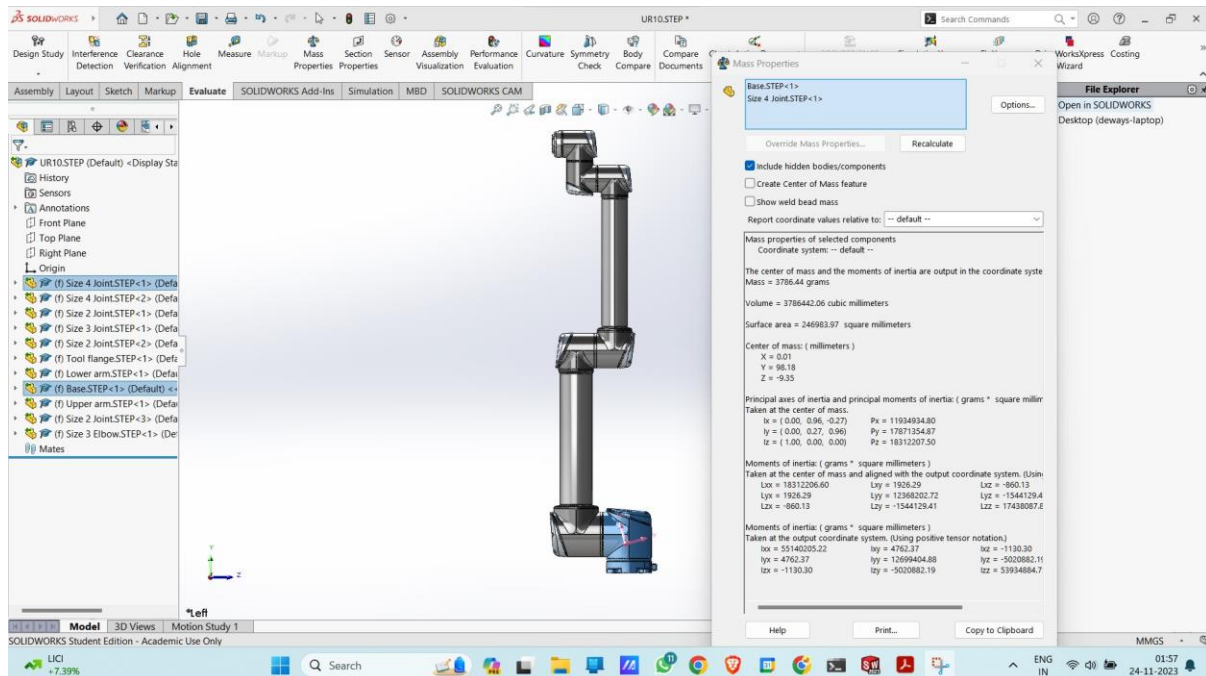 SOLIDWORKS
UR10.STEP *
Search Commands
Design Study
Interference Detection
Clearance Verification
Hole Alignment
Measure
Markup
Mass Properties
Section Properties
Sensor
Assembly Visualization
Performance Evaluation
Curvature
Symmetry Check
Body Compare
Compare Documents
WorksXpress Wizard
Costing
Assembly
Layout
Sketch
Markup
Evaluate
SOLIDWORKS Add-Ins
Simulation
MBD
SOLIDWORKS CAM
UR10.STEP (Default) <Display Sta
History
Sensors
Annotations
Front Plane
Top Plane
Right Plane
Origin
(f) Size 4 Joint.STEP<1> (Defa
(f) Size 4 Joint.STEP<2> (Defa
(f) Size 2 Joint.STEP<1> (Defa
(f) Size 3 Joint.STEP<1> (Defa
(f) Size 2 Joint.STEP<2> (Defa
(f) Tool flange.STEP<1> (Defa
(f) Lower arm.STEP<1> (Defau
(f) Base.STEP<1> (Default) <<
(f) Upper arm.STEP<1> (Defau
(f) Size 2 Joint.STEP<3> (Defa
(f) Size 3 Elbow.STEP<1> (De
Mates
Y
Z
*Left
Mass Properties
Base.STEP<1>
Size 4 Joint.STEP<1>
Options...
Override Mass Properties...
Recalculate
Include hidden bodies/components
Create Center of Mass feature
Show weld bead mass
Report coordinate values relative to: -- default --
Mass properties of selected components
Coordinate system: -- default --
The center of mass and the moments of inertia are output in the coordinate syste
Mass = 3786.44 grams
Volume = 3786442.06 cubic millimeters
Surface area = 246983.97 square millimeters
Center of mass: ( millimeters )
X = 0.01
Y = 98.18
Z = -9.35
Principal axes of inertia and principal moments of inertia: ( grams * square millim
Taken at the center of mass.
Ix = ( 0.00, 0.96, -0.27) Px = 11934934.80
Iy = ( 0.00, 0.27, 0.96) Py = 17871354.87
Iz = ( 1.00, 0.00, 0.00) Pz = 18312207.50
Moments of inertia: ( grams * square millimeters )
Taken at the center of mass and aligned with the output coordinate system. (Usin
Lxx = 18312206.60 Lxy = 1926.29 Lxz = -860.13
Lyx = 1926.29 Lyy = 12368202.72 Lyz = -1544129.4
Lzx = -860.13 Lzy = -1544129.41 Lzz = 17438087.8
Moments of inertia: ( grams * square millimeters )
Taken at the output coordinate system. (Using positive tensor notation.)
Ixx = 55140205.22 Ixy = 4762.37 Ixz = -1130.30
Iyx = 4762.37 Iyy = 12699404.88 Iyz = -5020882.19
Izx = -1130.30 Izy = -5020882.19 Izz = 53934884.7
Help
Print...
Copy to Clipboard
File Explorer
Open in SOLIDWORKS
Desktop (deways-laptop)
Model
3D Views
Motion Study 1
SOLIDWORKS Student Edition - Academic Use Only
MMGS
LICI
+7.39%
Search
ENG
IN
01:57
24-11-2023